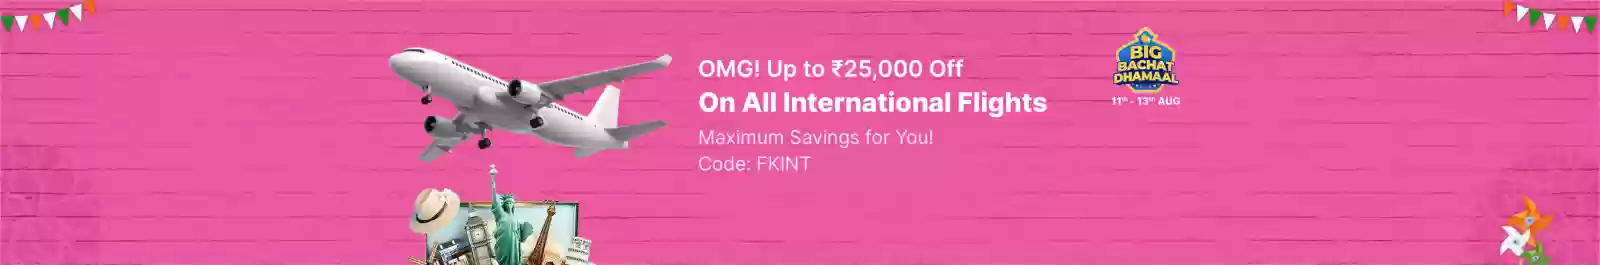 OMG! Up to ₹25,000 Off
On All International Flights
Maximum Savings for You!
Code: FKINT
BIG
BACHAT
DHAMAAL
11th - 13th AUG